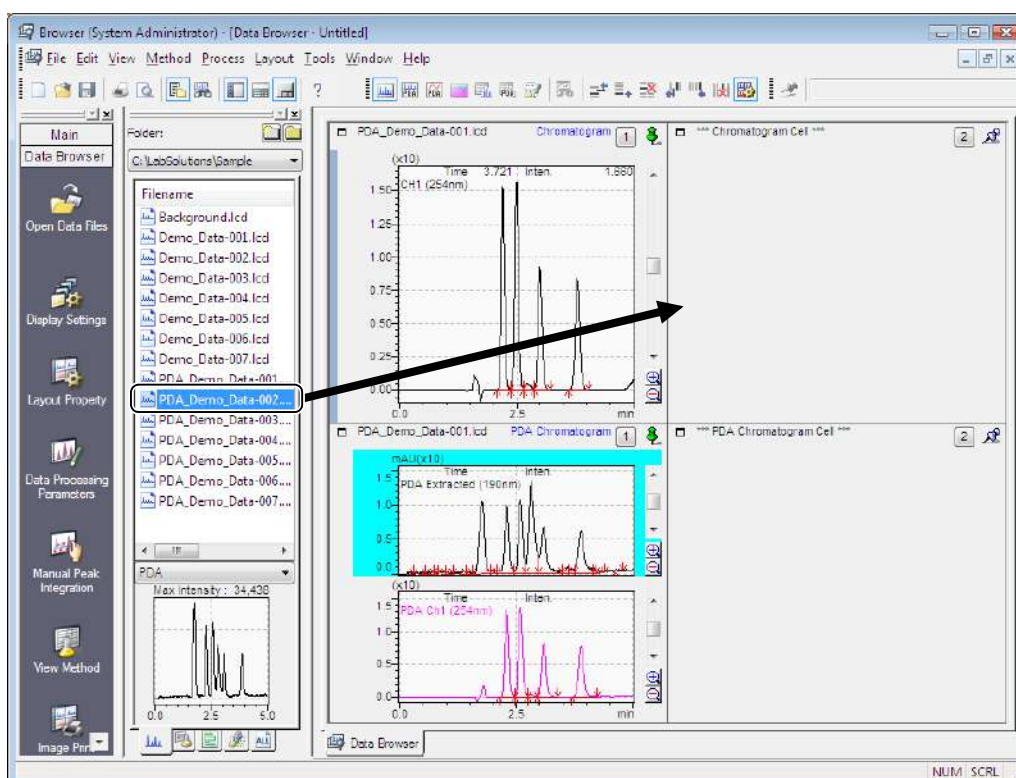 Browser (System Administrator) - [Data Browser - Untitled]
File Edit View Method Process Layout Tools Window Help
Main
Data Browser
Open Data Files
Display Settings
Layout Property
Data Processing
Parameters
Manual Peak
Integration
View Method
Image Print
Folder:
C:\LabSolutions\Sample
Filename
Background.lcd
Demo_Data-001.lcd
Demo_Data-002.lcd
Demo_Data-003.lcd
Demo_Data-004.lcd
Demo_Data-005.lcd
Demo_Data-006.lcd
Demo_Data-007.lcd
PDA_Demo_Data-001
PDA_Demo_Data-002....
PDA_Demo_Data-003....
PDA_Demo_Data-004....
PDA_Demo_Data-005....
PDA_Demo_Data-006....
PDA_Demo_Data-007....
PDA
Max Intensity : 34,438
0.0 2.5 5.0
ALL
PDA_Demo_Data-001.lcd Chromatogram 1
(x10)
Time 3.721 Inten. 1.660
CH1 (254nm)
1.50
1.25
1.00
0.75
0.50
0.25
0.00
0.0 2.5 min
*** Chromatogram Cell *** 2
PDA_Demo_Data-001.lcd PDA Chromatogram 1
mAU(x10)
Time Inten.
PDA Extracted (190nm)
1.5
1.0
0.5
0.0
(x10)
Time Inten.
PDA Ch1 (254nm)
1.5
1.0
0.5
0.0
0.0 2.5 min
*** PDA Chromatogram Cell *** 2
Data Browser
NUM SCRL